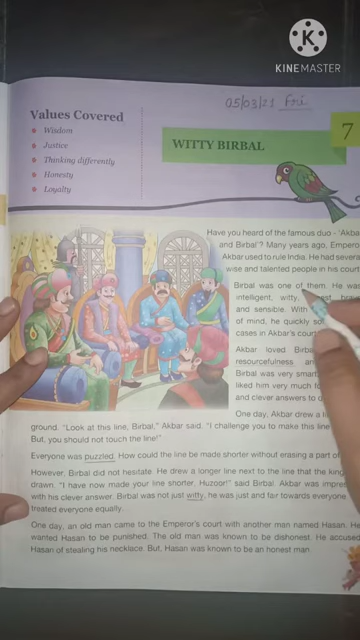 KINEMASTER
05/03/21 Fri
Values Covered
Wisdom
Justice
Thinking differently
Honesty
Loyalty
7
WITTY BIRBAL
Have you heard of the famous duo - 'Akba
and Birbal'? Many years ago, Empero
Akbar used to rule India. He had severa
wise and talented people in his court
Birbal was one of them. He was
intelligent, witty,
and sensible. With
of mind, he quickly
cases in Akbar's court
Akbar loved Birba
resourcefulness
Birbal was very smar
liked him very much
and clever answers to
One day, Akbar drew a
ground. "Look at this line, Birbal," Akbar said. "I challenge you to make this line
But, you should not touch the line!"
Everyone was puzzled. How could the line be made shorter without erasing a part of
However, Birbal did not hesitate. He drew a longer line next to the line that the king
drawn. "I have now made your line shorter, Huzoor!" said Birbal. Akbar was impres
with his clever answer. Birbal was not just witty, he was just and fair towards everyone
treated everyone equally.
One day, an old man came to the Emperor's court with another man named Hasan. He
wanted Hasan to be punished. The old man was known to be dishonest. He accused
Hasan of stealing his necklace. But, Hasan was known to be an honest man.